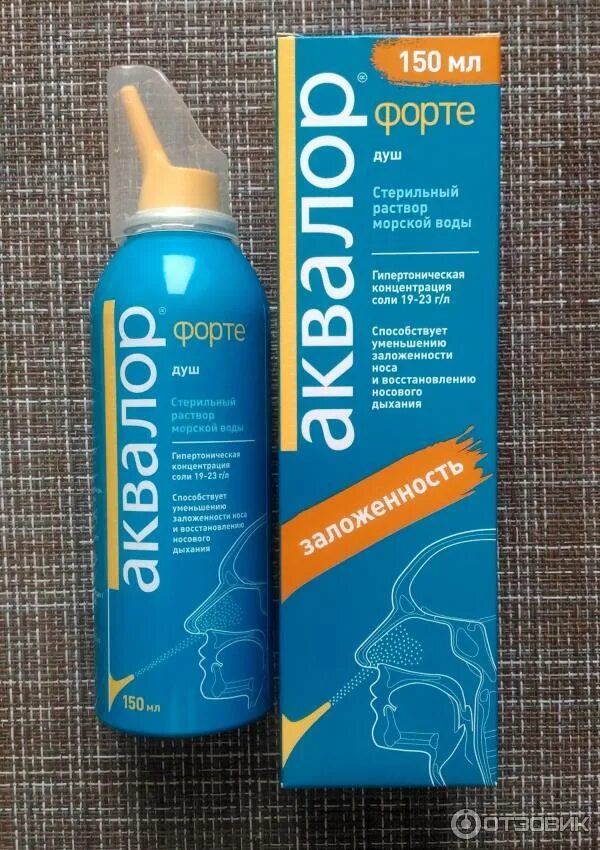 аквалор®
форте
душ
Стерильный
раствор
морской воды
Гипертоническая
концентрация
соли 19-23 г/л
Способствует
уменьшению
заложенности носа
и восстановлению
носового
дыхания
150 мл
150 мл
аквалор®
форте
душ
Стерильный
раствор
морской воды
Гипертоническая
концентрация
соли 19-23 г/л
Способствует
уменьшению
заложенности
носа
и восстановлению
носового
дыхания
заложенность
ОТЗОВИК